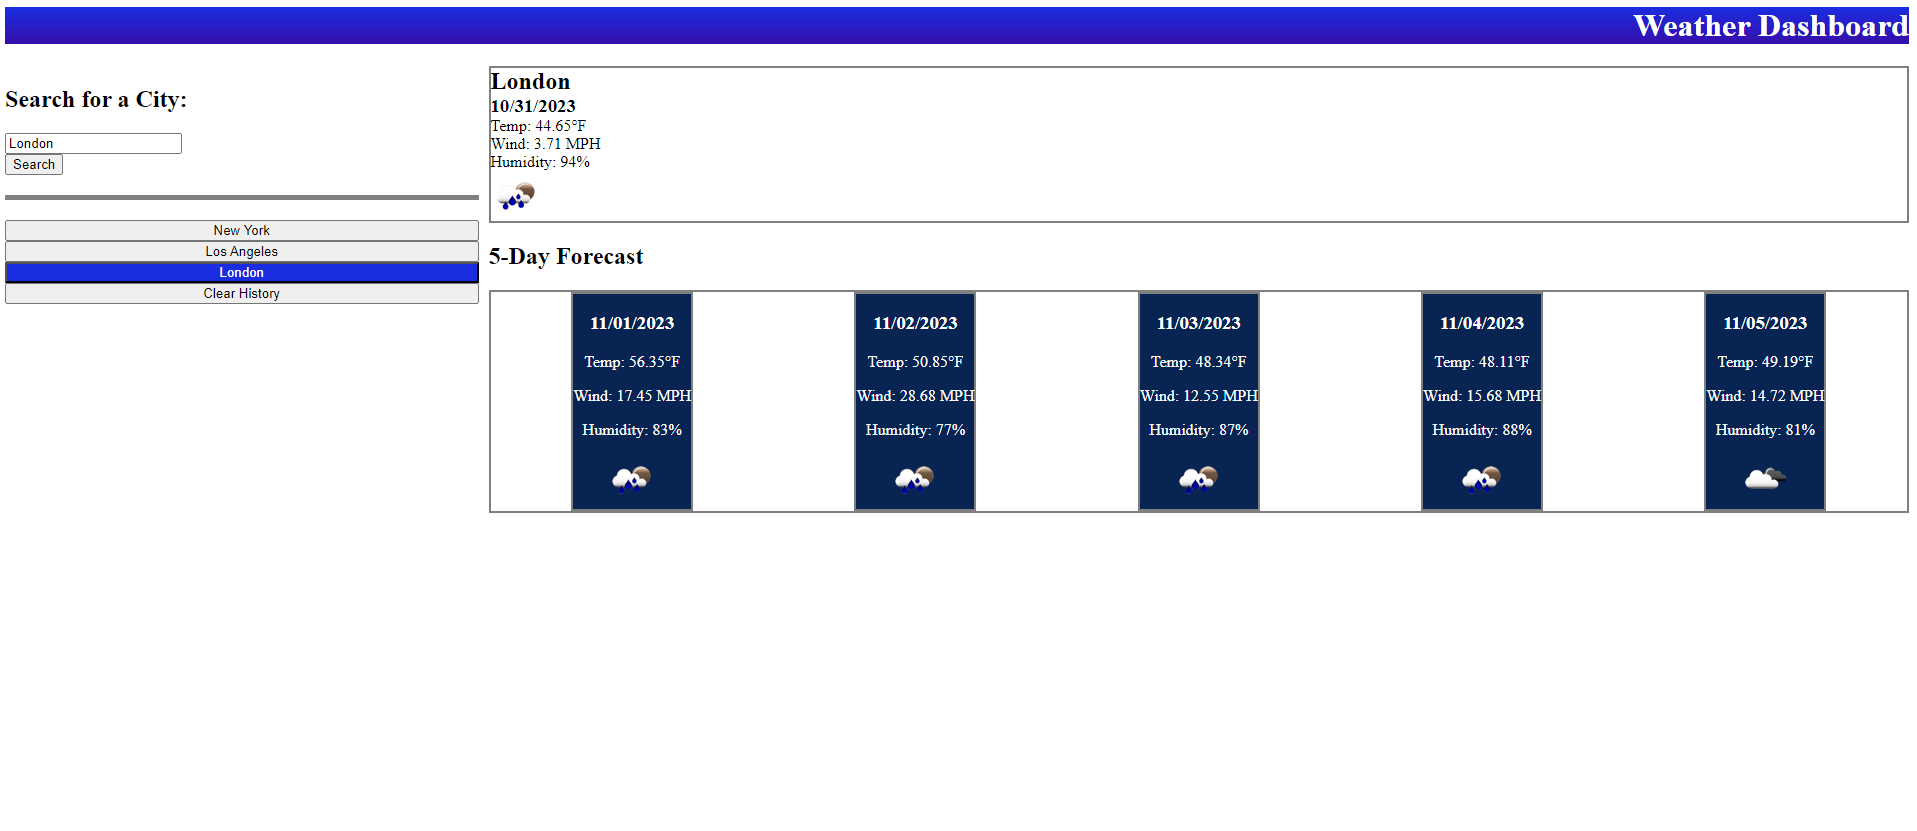 Weather Dashboard
Search for a City:
London
Search
New York
Los Angeles
London
Clear History
London
10/31/2023
Temp: 44.65°F
Wind: 3.71 MPH
Humidity: 94%
5-Day Forecast
11/01/2023
Temp: 56.35°F
Wind: 17.45 MPH
Humidity: 83%
11/02/2023
Temp: 50.85°F
Wind: 28.68 MPH
Humidity: 77%
11/03/2023
Temp: 48.34°F
Wind: 12.55 MPH
Humidity: 87%
11/04/2023
Temp: 48.11°F
Wind: 15.68 MPH
Humidity: 88%
11/05/2023
Temp: 49.19°F
Wind: 14.72 MPH
Humidity: 81%